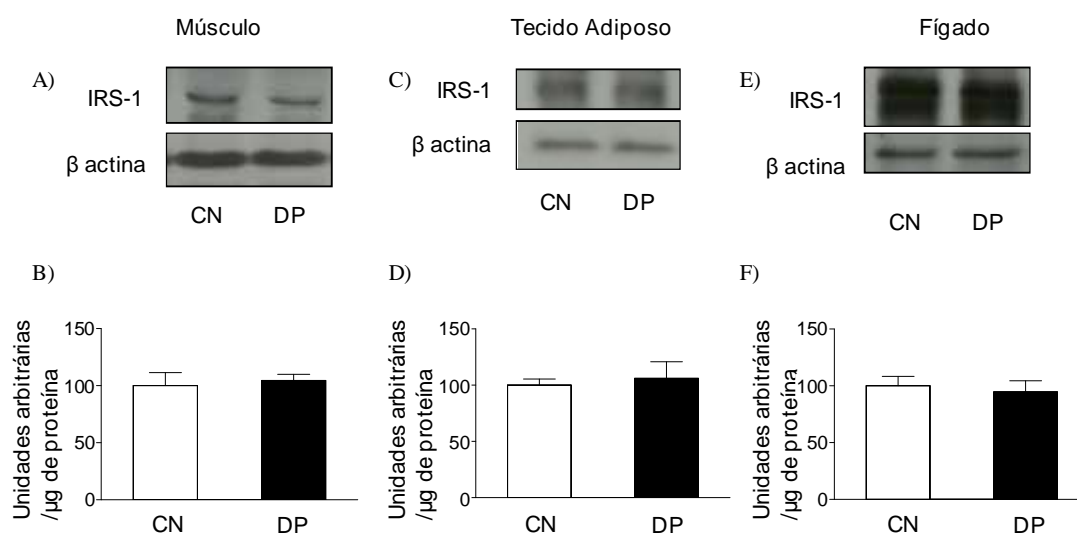 Músculo
Tecido Adiposo
Fígado
A)
IRS-1
β actina
CN DP
C)
IRS-1
β actina
CN DP
E)
IRS-1
β actina
CN DP
B)
Unidades arbitrárias
/µg de proteína
150
100
50
0
CN DP
D)
Unidades arbitrárias
/µg de proteína
150
100
50
0
CN DP
F)
Unidades arbitrárias
/µg de proteína
150
100
50
0
CN DP